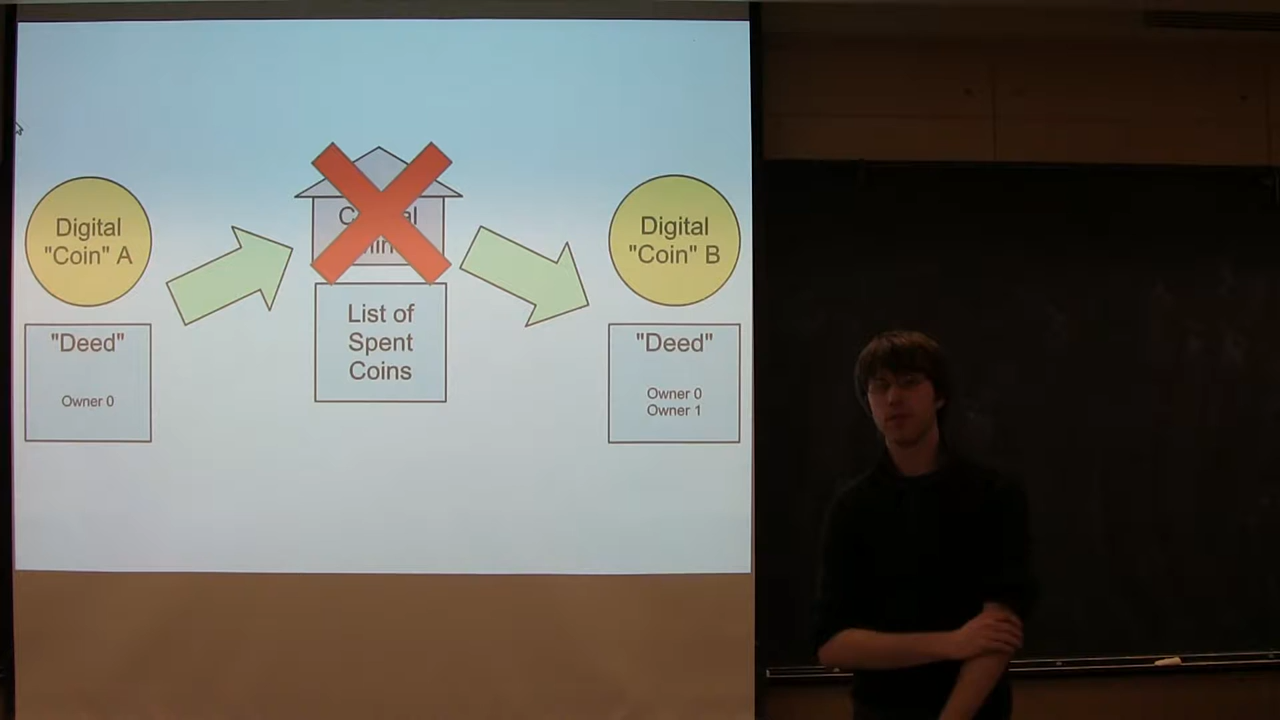 Digital
"Coin" A
"Deed"
Owner 0
List of
Spent
Coins
Digital
"Coin" B
"Deed"
Owner 0
Owner 1